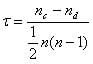 τ = (n_c − n_d) / (½ n(n−1))